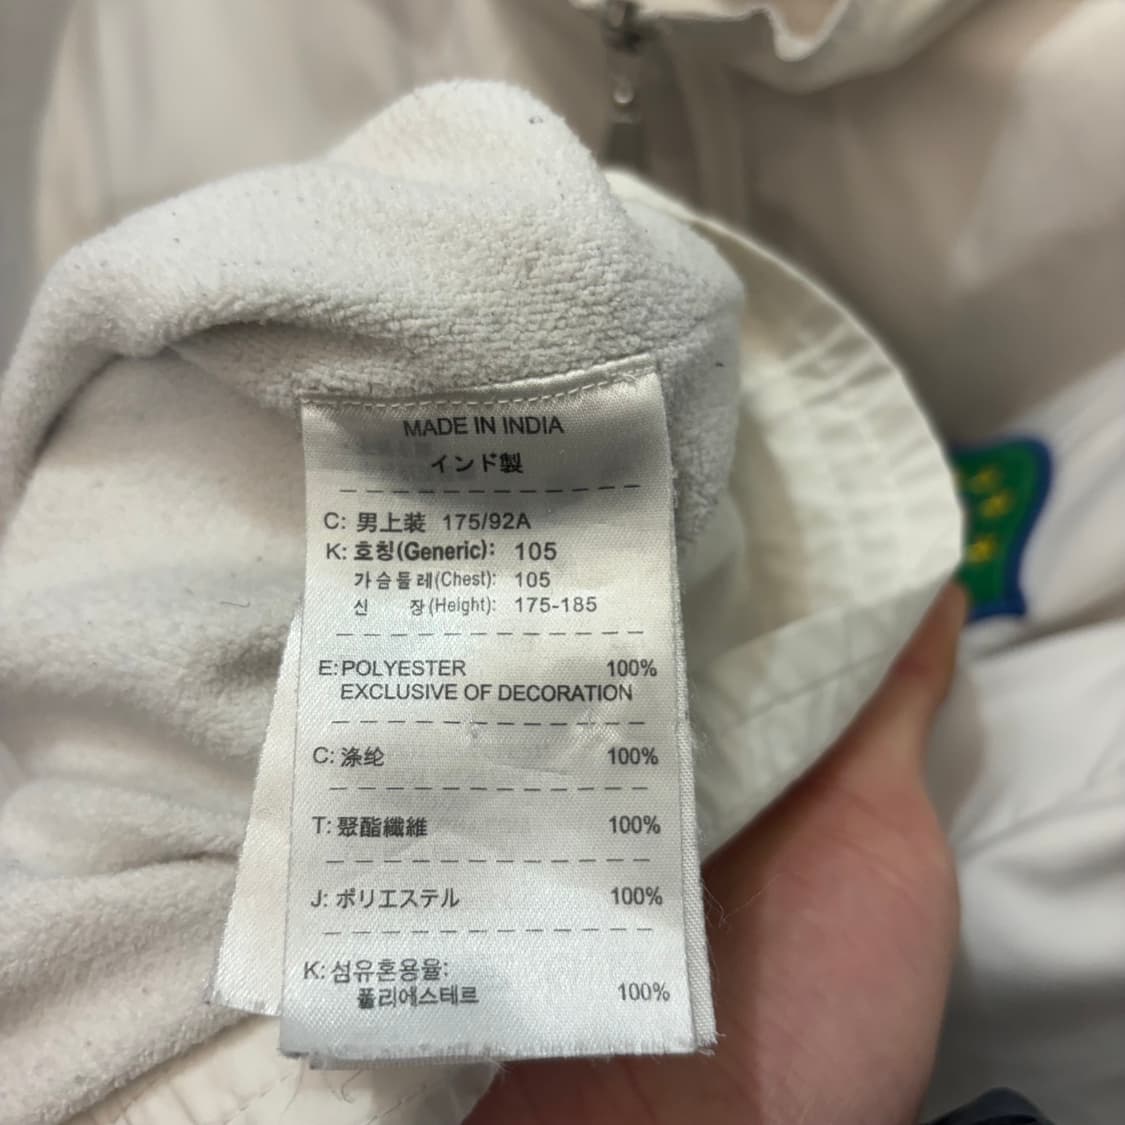 MADE IN INDIA
インド製
C: 男上装 175/92A
K: 호칭(Generic): 105
가슴둘레(Chest): 105
신 장(Height): 175-185
E: POLYESTER 100%
EXCLUSIVE OF DECORATION
C: 涤纶 100%
T: 聚酯纖維 100%
J: ポリエステル 100%
K: 섬유혼용율:
폴리에스테르 100%